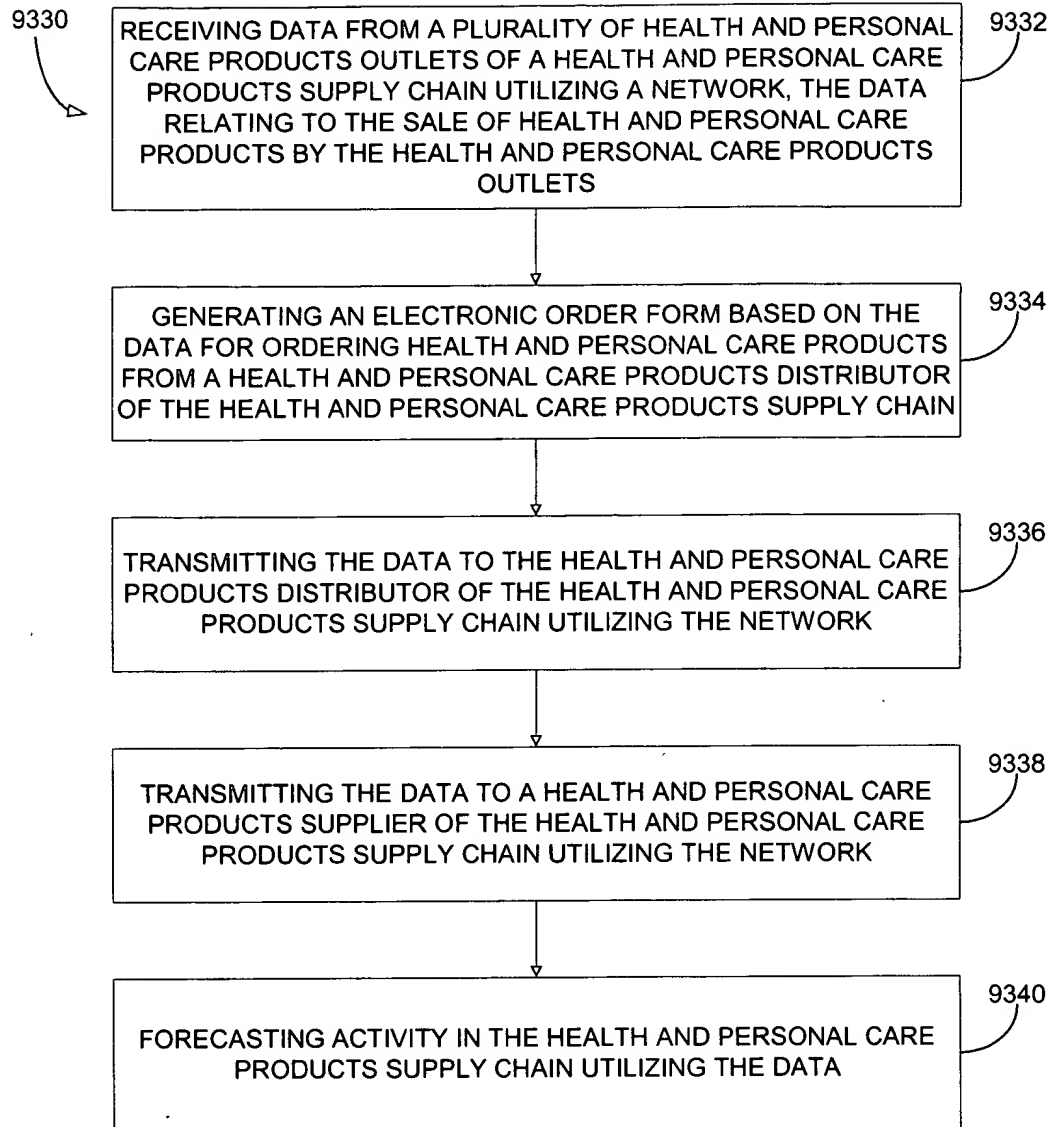 9330
RECEIVING DATA FROM A PLURALITY OF HEALTH AND PERSONAL
CARE PRODUCTS OUTLETS OF A HEALTH AND PERSONAL CARE
PRODUCTS SUPPLY CHAIN UTILIZING A NETWORK, THE DATA
RELATING TO THE SALE OF HEALTH AND PERSONAL CARE
PRODUCTS BY THE HEALTH AND PERSONAL CARE PRODUCTS
OUTLETS
9332
GENERATING AN ELECTRONIC ORDER FORM BASED ON THE
DATA FOR ORDERING HEALTH AND PERSONAL CARE PRODUCTS
FROM A HEALTH AND PERSONAL CARE PRODUCTS DISTRIBUTOR
OF THE HEALTH AND PERSONAL CARE PRODUCTS SUPPLY CHAIN
9334
TRANSMITTING THE DATA TO THE HEALTH AND PERSONAL CARE
PRODUCTS DISTRIBUTOR OF THE HEALTH AND PERSONAL CARE
PRODUCTS SUPPLY CHAIN UTILIZING THE NETWORK
9336
TRANSMITTING THE DATA TO A HEALTH AND PERSONAL CARE
PRODUCTS SUPPLIER OF THE HEALTH AND PERSONAL CARE
PRODUCTS SUPPLY CHAIN UTILIZING THE NETWORK
9338
FORECASTING ACTIVITY IN THE HEALTH AND PERSONAL CARE
PRODUCTS SUPPLY CHAIN UTILIZING THE DATA
9340